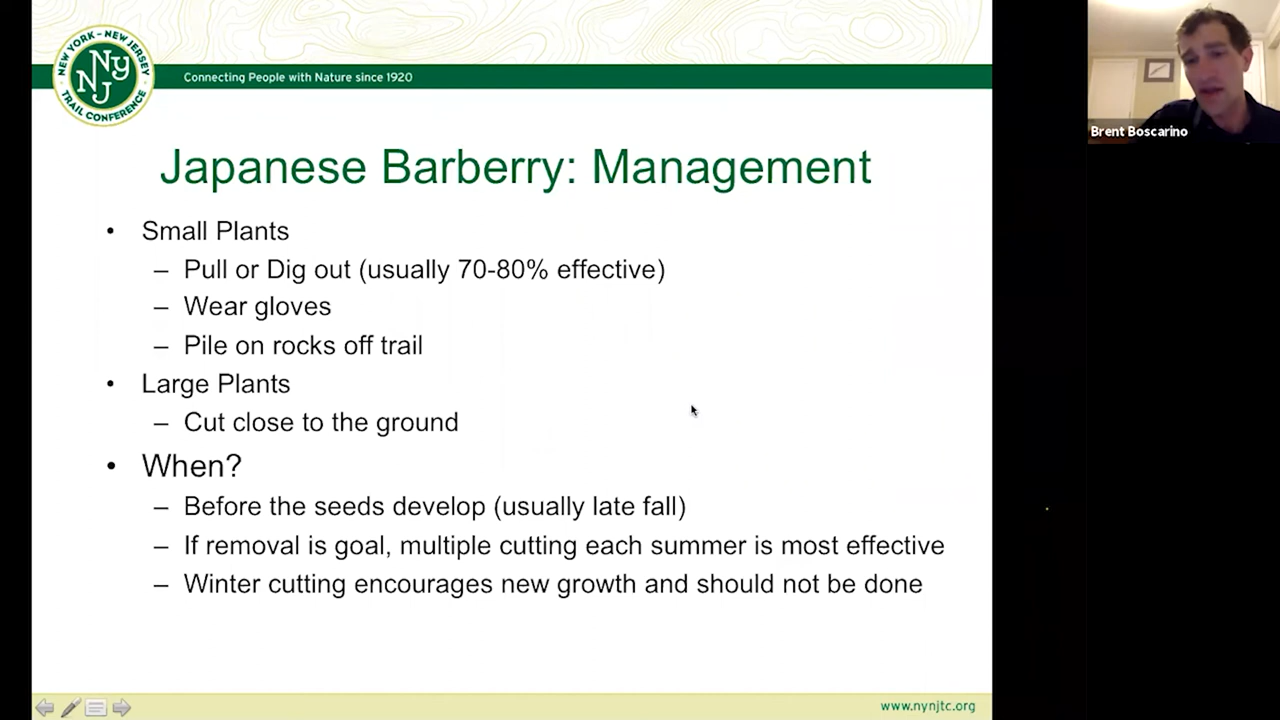 NEW YORK - NEW JERSEY
NY
NJ
TRAIL CONFERENCE
Connecting People with Nature since 1920
Brent Boscarino
Japanese Barberry: Management
• Small Plants
– Pull or Dig out (usually 70-80% effective)
– Wear gloves
– Pile on rocks off trail
• Large Plants
– Cut close to the ground
• When?
– Before the seeds develop (usually late fall)
– If removal is goal, multiple cutting each summer is most effective
– Winter cutting encourages new growth and should not be done
www.nynjtc.org